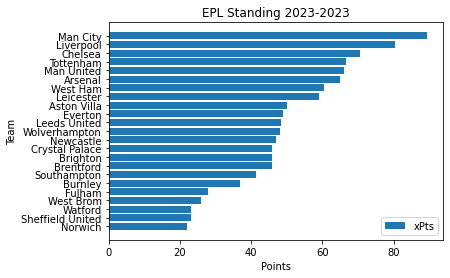 EPL Standing 2023-2023
Man City
Liverpool
Chelsea
Tottenham
Man United
Arsenal
West Ham
Leicester
Aston Villa
Everton
Leeds United
Wolverhampton
Newcastle
Crystal Palace
Brighton
Brentford
Southampton
Burnley
Fulham
West Brom
Watford
Sheffield United
Norwich
Team
xPts
0 20 40 60 80
Points